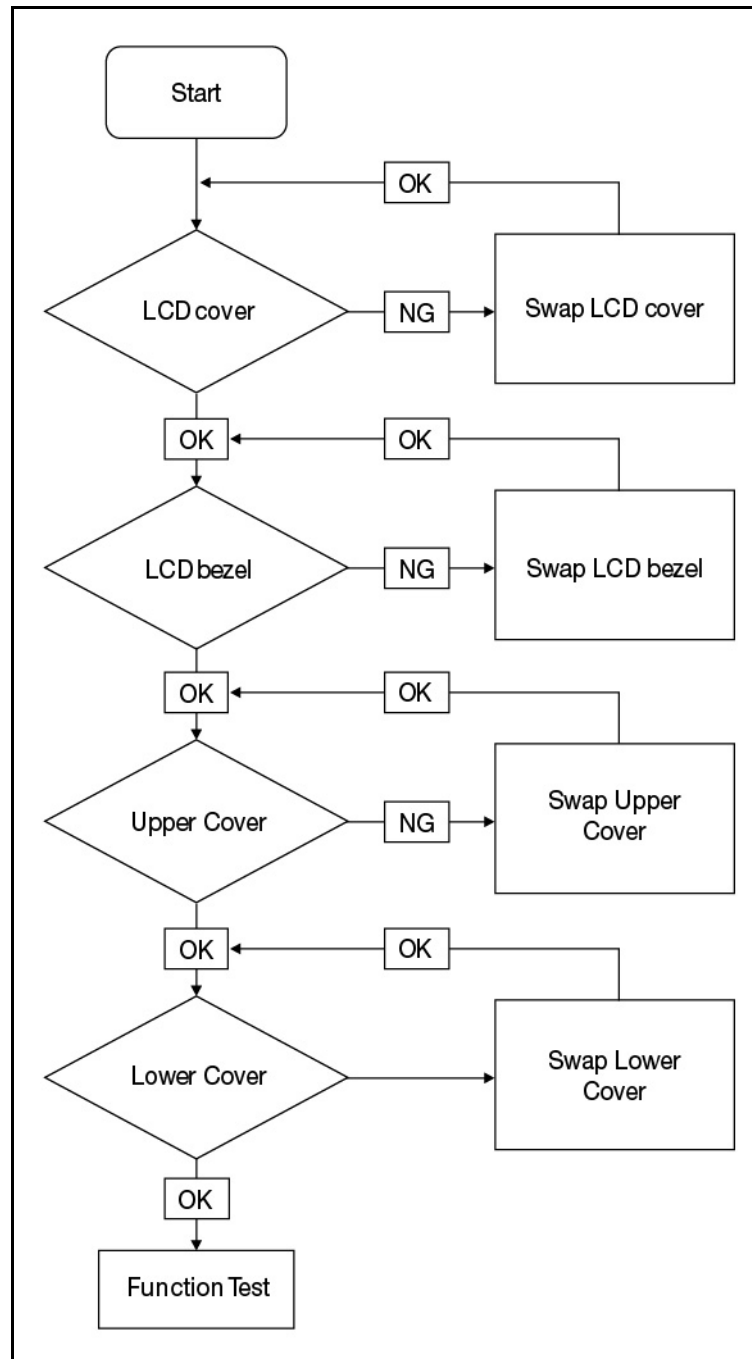 Start
OK
LCD cover
NG
Swap LCD cover
OK
OK
LCD bezel
NG
Swap LCD bezel
OK
OK
Upper Cover
NG
Swap Upper
Cover
OK
OK
Lower Cover
Swap Lower
Cover
OK
Function Test